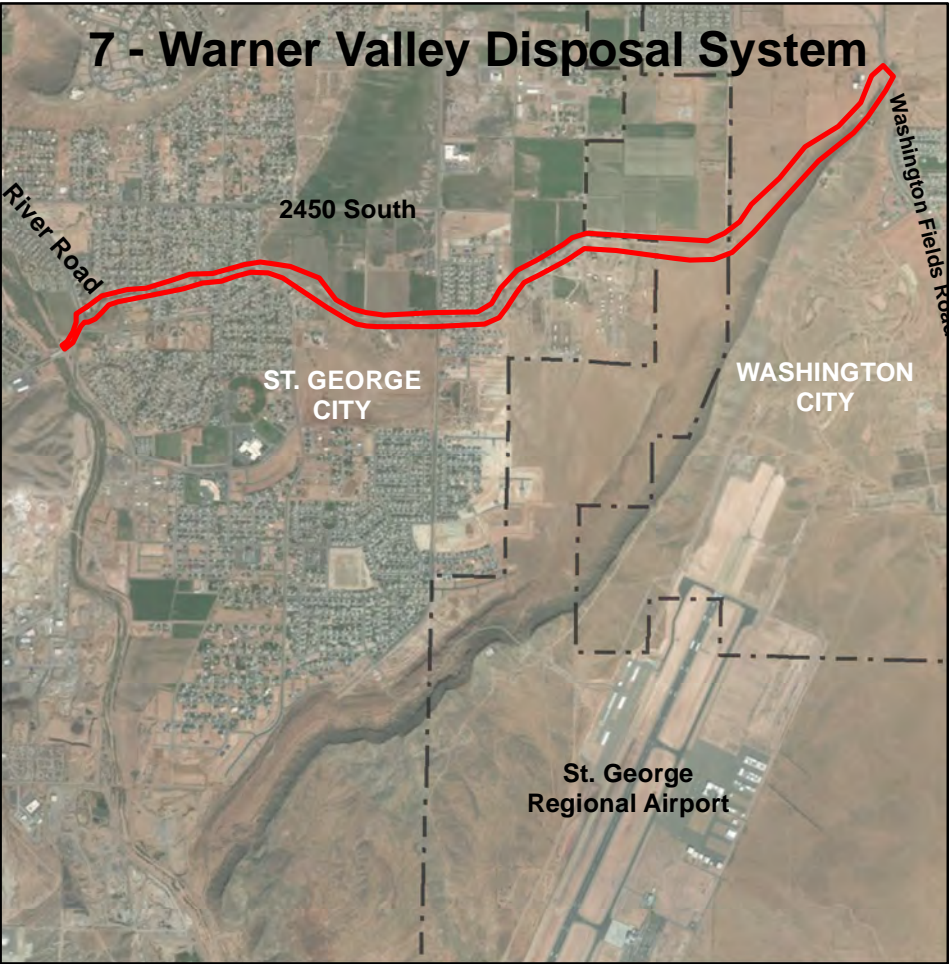 7 - Warner Valley Disposal System
Washington Fields Road
River Road
2450 South
ST. GEORGE
CITY
WASHINGTON
CITY
St. George
Regional Airport